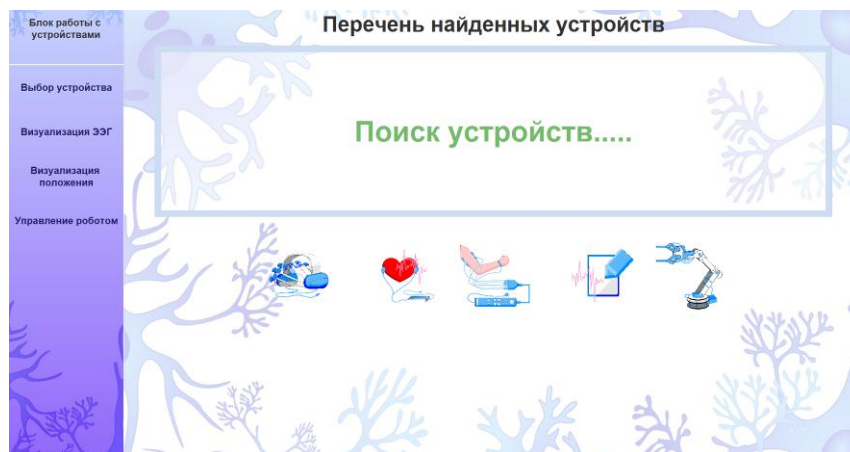 Блок работы с
устройствами
Выбор устройства
Визуализация ЭЭГ
Визуализация
положения
Управление роботом
Перечень найденных устройств
Поиск устройств.....